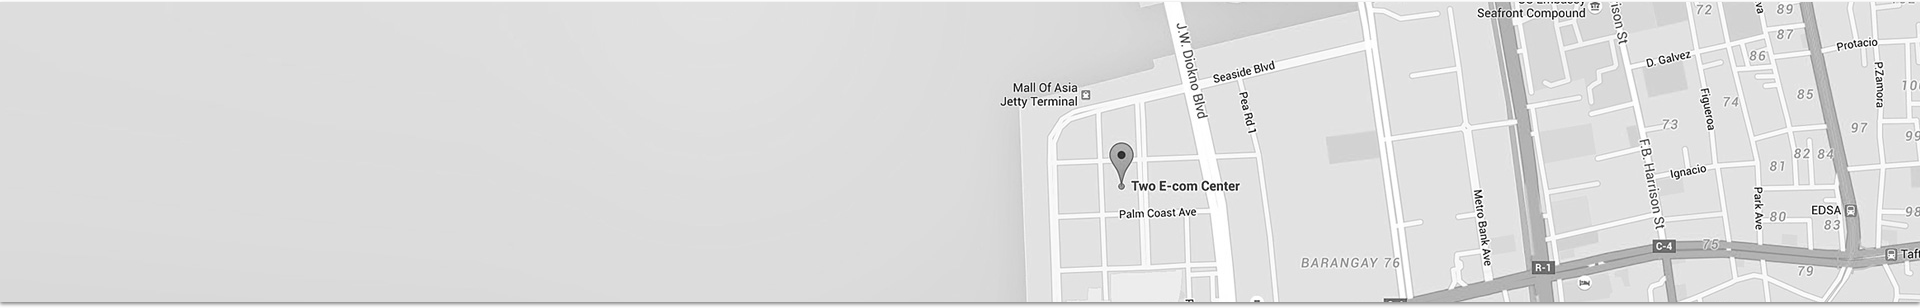 Seafront Compound
72
89
87
Protacio
D. Galvez
86
J.W. Diokno Blvd
Seaside Blvd
Mall Of Asia
Jetty Terminal
Pea Rd 1
P.Zamora
Figueroa
74
85
73
97
99
F.B. Harrison St
81
82
84
Ignacio
Two E-com Center
Metro Bank Ave
Park Ave
Palm Coast Ave
80
83
EDSA
98
C-4
75
BARANGAY 76
R-1
79